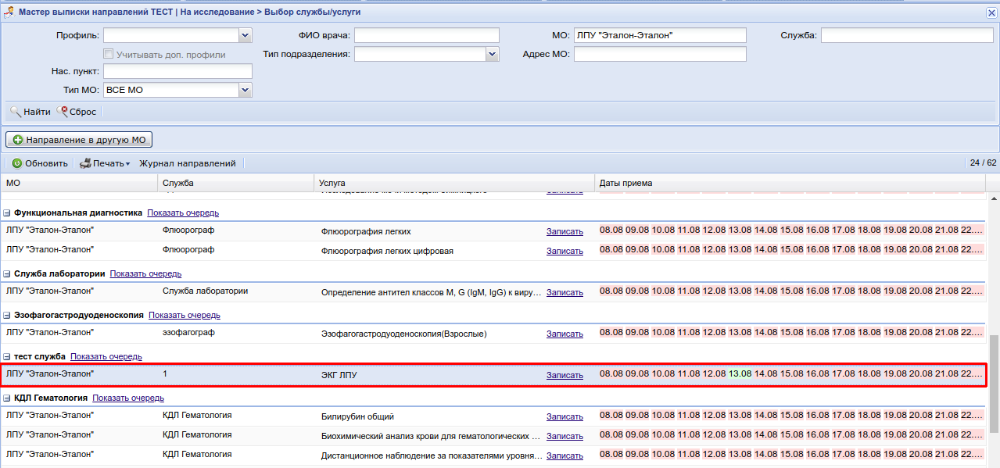 Мастер выписки направлений ТЕСТ | На исследование > Выбор службы/услуги
Профиль: ФИО врача: МО: ЛПУ "Эталон-Эталон" Служба:
Учитывать доп. профили Тип подразделения: Адрес МО:
Нас. пункт:
Тип МО: ВСЕ МО
Найти Сброс
Направление в другую МО
Обновить Печать Журнал направлений 24 / 62
МО Служба Услуга Даты приема
Функциональная диагностика Показать очередь
ЛПУ "Эталон-Эталон" Флюорограф Флюорография легких Записать 08.08 09.08 10.08 11.08 12.08 13.08 14.08 15.08 16.08 17.08 18.08 19.08 20.08 21.08 22....
ЛПУ "Эталон-Эталон" Флюорограф Флюорография легких цифровая Записать 08.08 09.08 10.08 11.08 12.08 13.08 14.08 15.08 16.08 17.08 18.08 19.08 20.08 21.08 22....
Служба лаборатории Показать очередь
ЛПУ "Эталон-Эталон" Служба лаборатории Определение антител классов M, G (IgM, IgG) к виру... Записать 08.08 09.08 10.08 11.08 12.08 13.08 14.08 15.08 16.08 17.08 18.08 19.08 20.08 21.08 22....
Эзофагогастродуоденоскопия Показать очередь
ЛПУ "Эталон-Эталон" эзофагограф Эзофагогастродуоденоскопия(Взрослые) Записать 08.08 09.08 10.08 11.08 12.08 13.08 14.08 15.08 16.08 17.08 18.08 19.08 20.08 21.08 22....
тест служба Показать очередь
ЛПУ "Эталон-Эталон" 1 ЭКГ ЛПУ Записать 08.08 09.08 10.08 11.08 12.08 13.08 14.08 15.08 16.08 17.08 18.08 19.08 20.08 21.08 22....
КДЛ Гематология Показать очередь
ЛПУ "Эталон-Эталон" КДЛ Гематология Билирубин общий Записать 08.08 09.08 10.08 11.08 12.08 13.08 14.08 15.08 16.08 17.08 18.08 19.08 20.08 21.08 22....
ЛПУ "Эталон-Эталон" КДЛ Гематология Биохимический анализ крови для гематологических ... Записать 08.08 09.08 10.08 11.08 12.08 13.08 14.08 15.08 16.08 17.08 18.08 19.08 20.08 21.08 22....
ЛПУ "Эталон-Эталон" КДЛ Гематология Дистанционное наблюдение за показателями уровня... Записать 08.08 09.08 10.08 11.08 12.08 13.08 14.08 15.08 16.08 17.08 18.08 19.08 20.08 21.08 22....